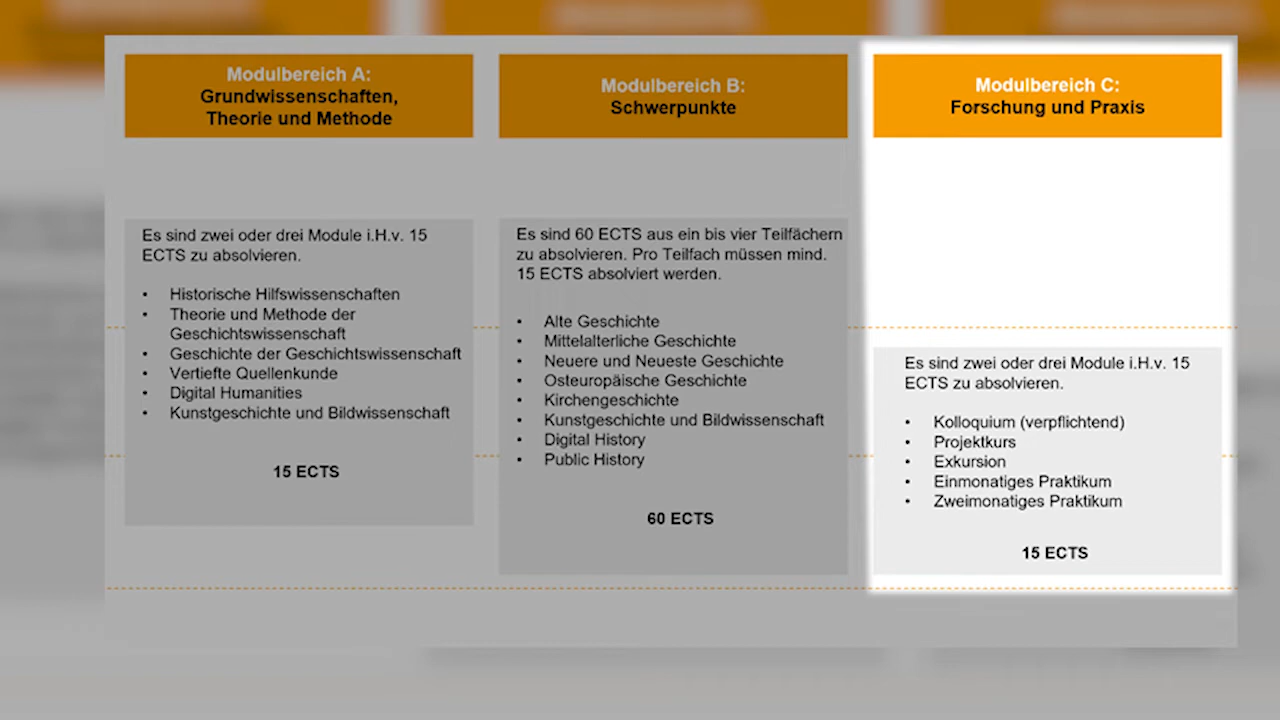 Modulbereich A:
Grundwissenschaften,
Theorie und Methode
Es sind zwei oder drei Module i.H.v. 15
ECTS zu absolvieren.
• Historische Hilfswissenschaften
• Theorie und Methode der
Geschichtswissenschaft
• Geschichte der Geschichtswissenschaft
• Vertiefte Quellenkunde
• Digital Humanities
• Kunstgeschichte und Bildwissenschaft
15 ECTS
Modulbereich B:
Schwerpunkte
Es sind 60 ECTS aus ein bis vier Teilfächern
zu absolvieren. Pro Teilfach müssen mind.
15 ECTS absolviert werden.
• Alte Geschichte
• Mittelalterliche Geschichte
• Neuere und Neueste Geschichte
• Osteuropäische Geschichte
• Kirchengeschichte
• Kunstgeschichte und Bildwissenschaft
• Digital History
• Public History
60 ECTS
Modulbereich C:
Forschung und Praxis
Es sind zwei oder drei Module i.H.v. 15
ECTS zu absolvieren.
• Kolloquium (verpflichtend)
• Projektkurs
• Exkursion
• Einmonatiges Praktikum
• Zweimonatiges Praktikum
15 ECTS